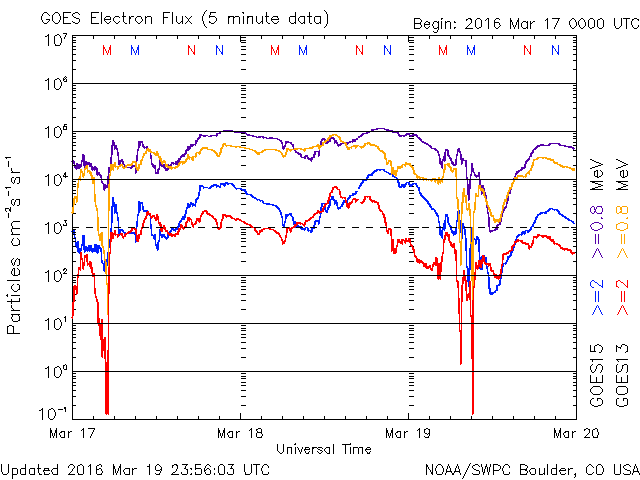 GOES Electron Flux (5 minute data)
Begin: 2016 Mar 17 0000 UTC
M M N N M M N N M M N N
10⁷
10⁶
10⁵
10⁴
10³
10²
10¹
10⁰
10⁻¹
Particles cm⁻²s⁻¹sr⁻¹
Mar 17 Mar 18 Mar 19 Mar 20
Universal Time
GOES15 >=2 >=0.8 MeV
GOES13 >=2 >=0.8 MeV
Updated 2016 Mar 19 23:56:03 UTC
NOAA/SWPC Boulder, CO USA